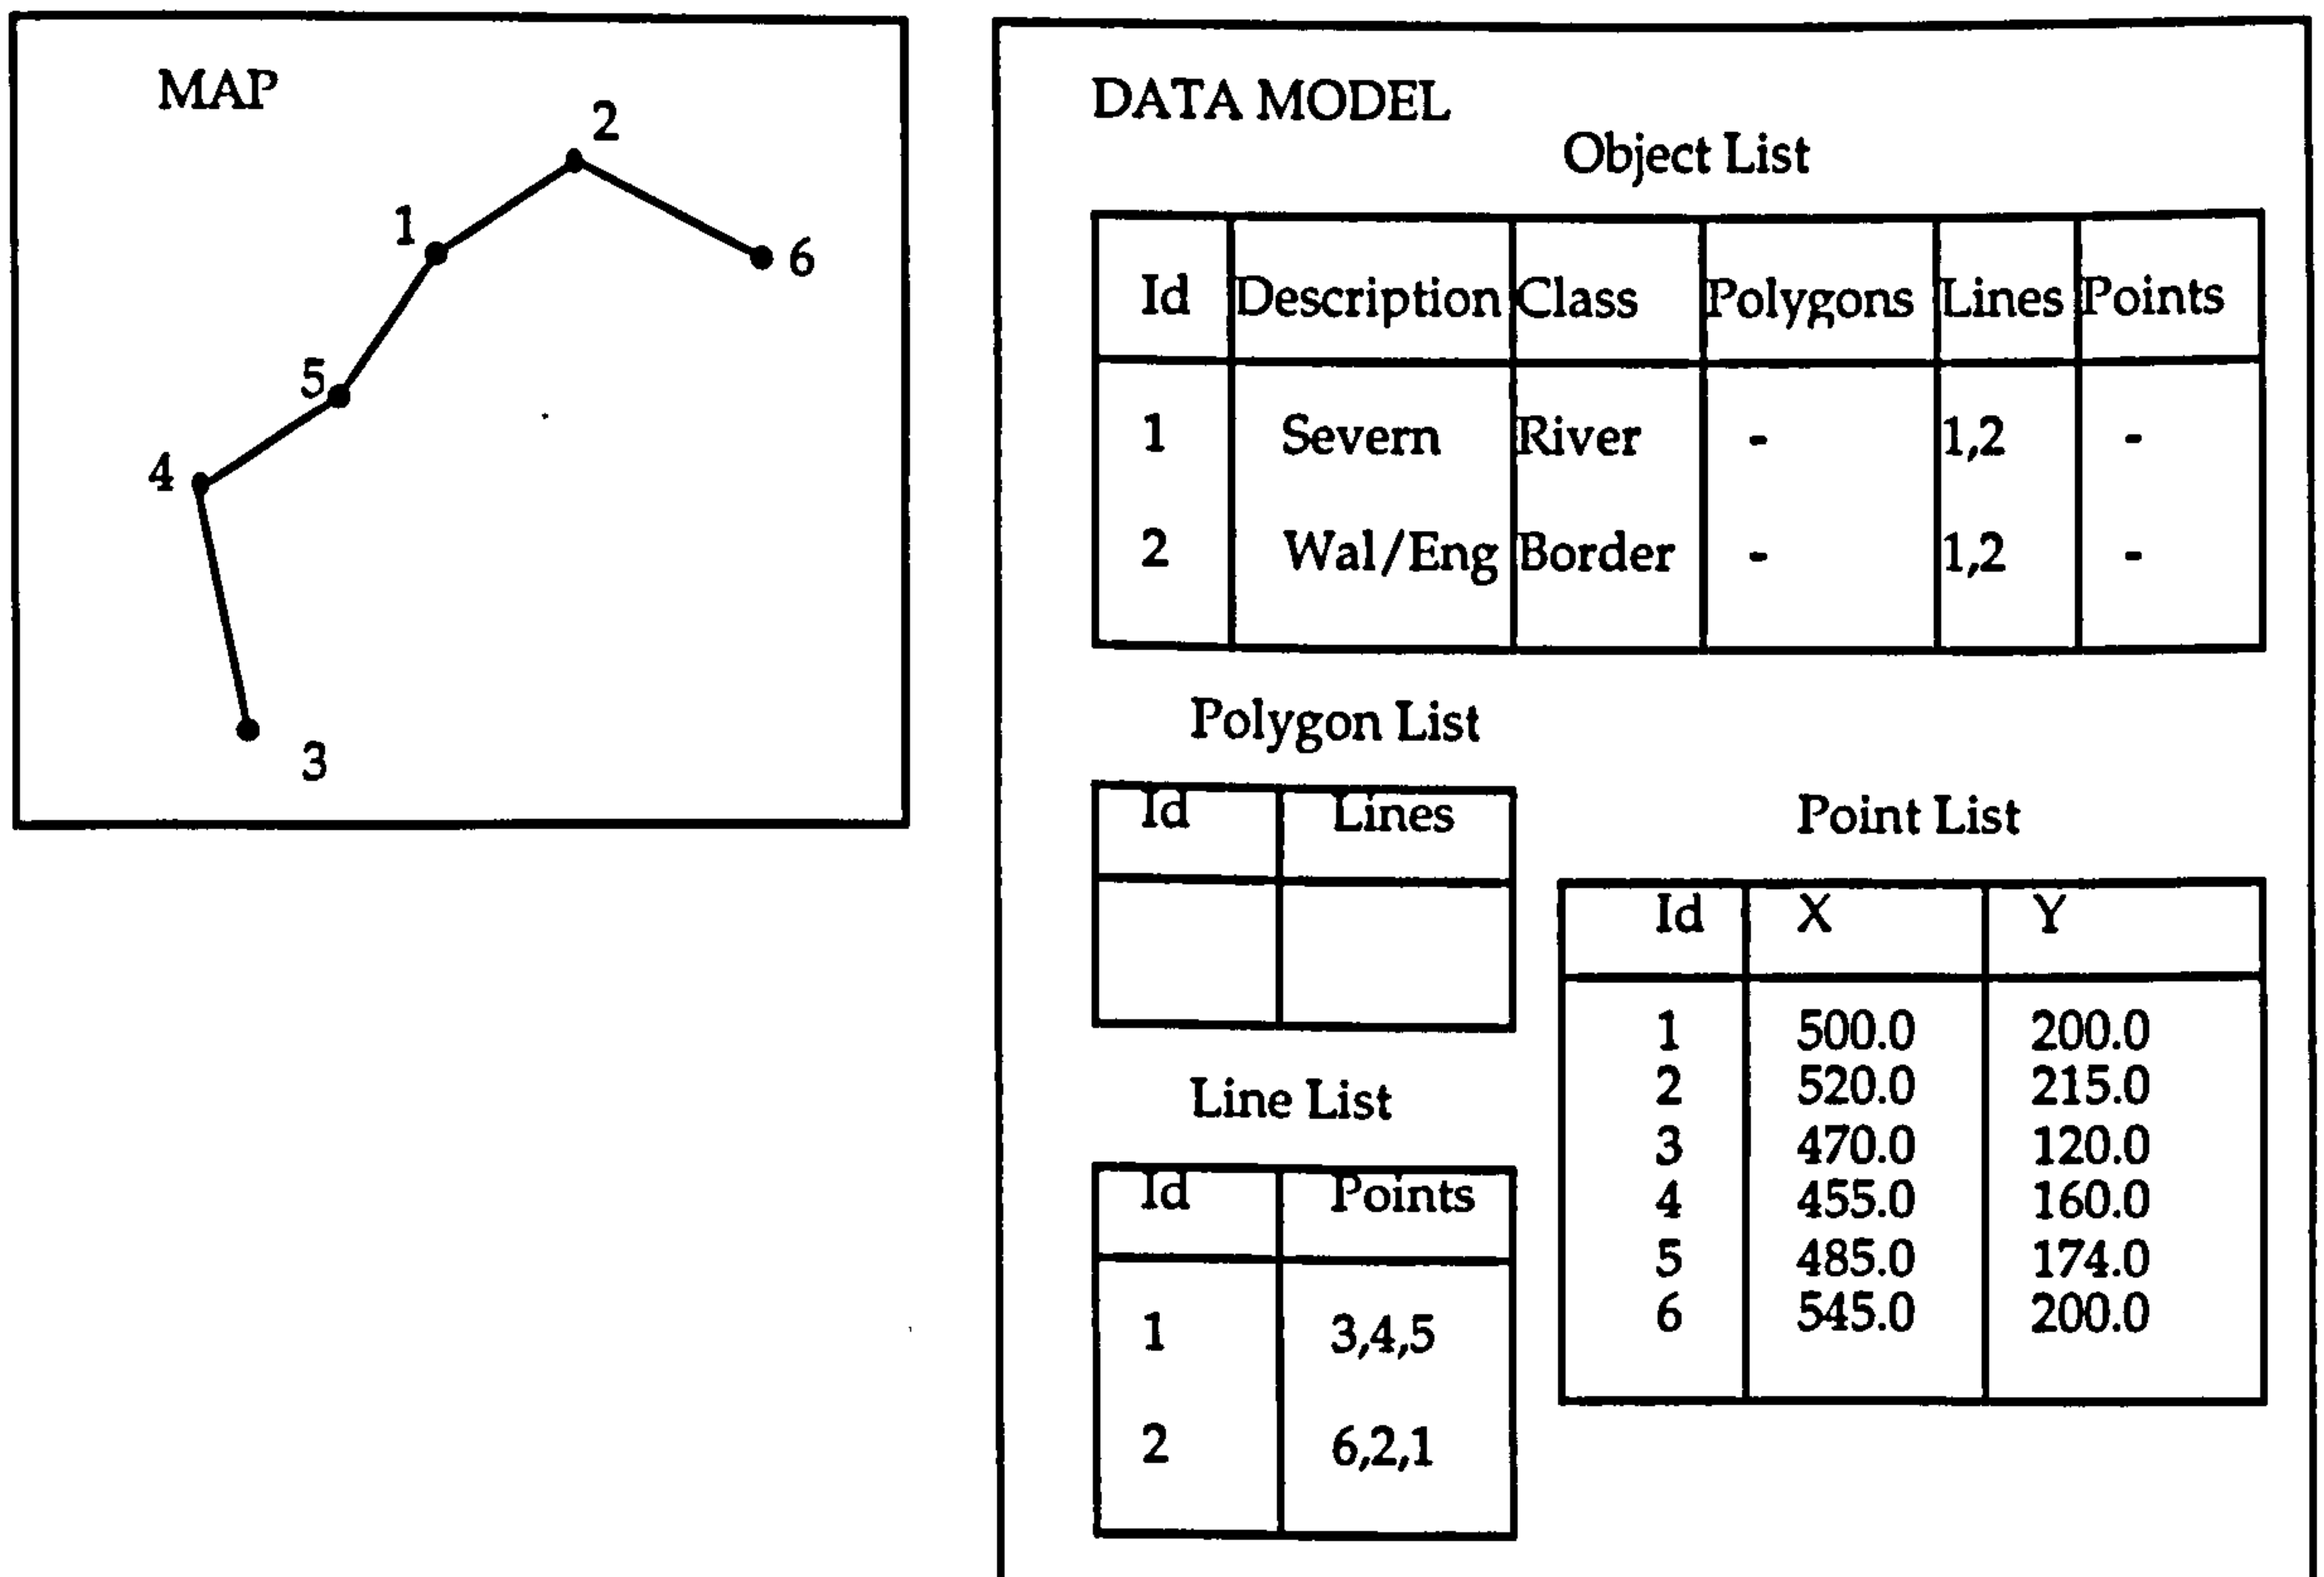 MAP
2
1
6
5
4
3
DATA MODEL
Object List
Id Description Class Polygons Lines Points
1 Severn River - 1,2 -
2 Wal/Eng Border - 1,2 -
Polygon List
Id Lines
Line List
Id Points
1 3,4,5
2 6,2,1
Point List
Id X Y
1 500.0 200.0
2 520.0 215.0
3 470.0 120.0
4 455.0 160.0
5 485.0 174.0
6 545.0 200.0